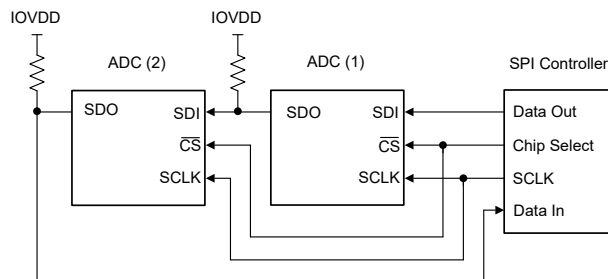 IOVDD
IOVDD
ADC (2)
ADC (1)
SPI Controller
SDO
SDI
SDO
SDI
Data Out
CS
CS
Chip Select
SCLK
SCLK
SCLK
Data In